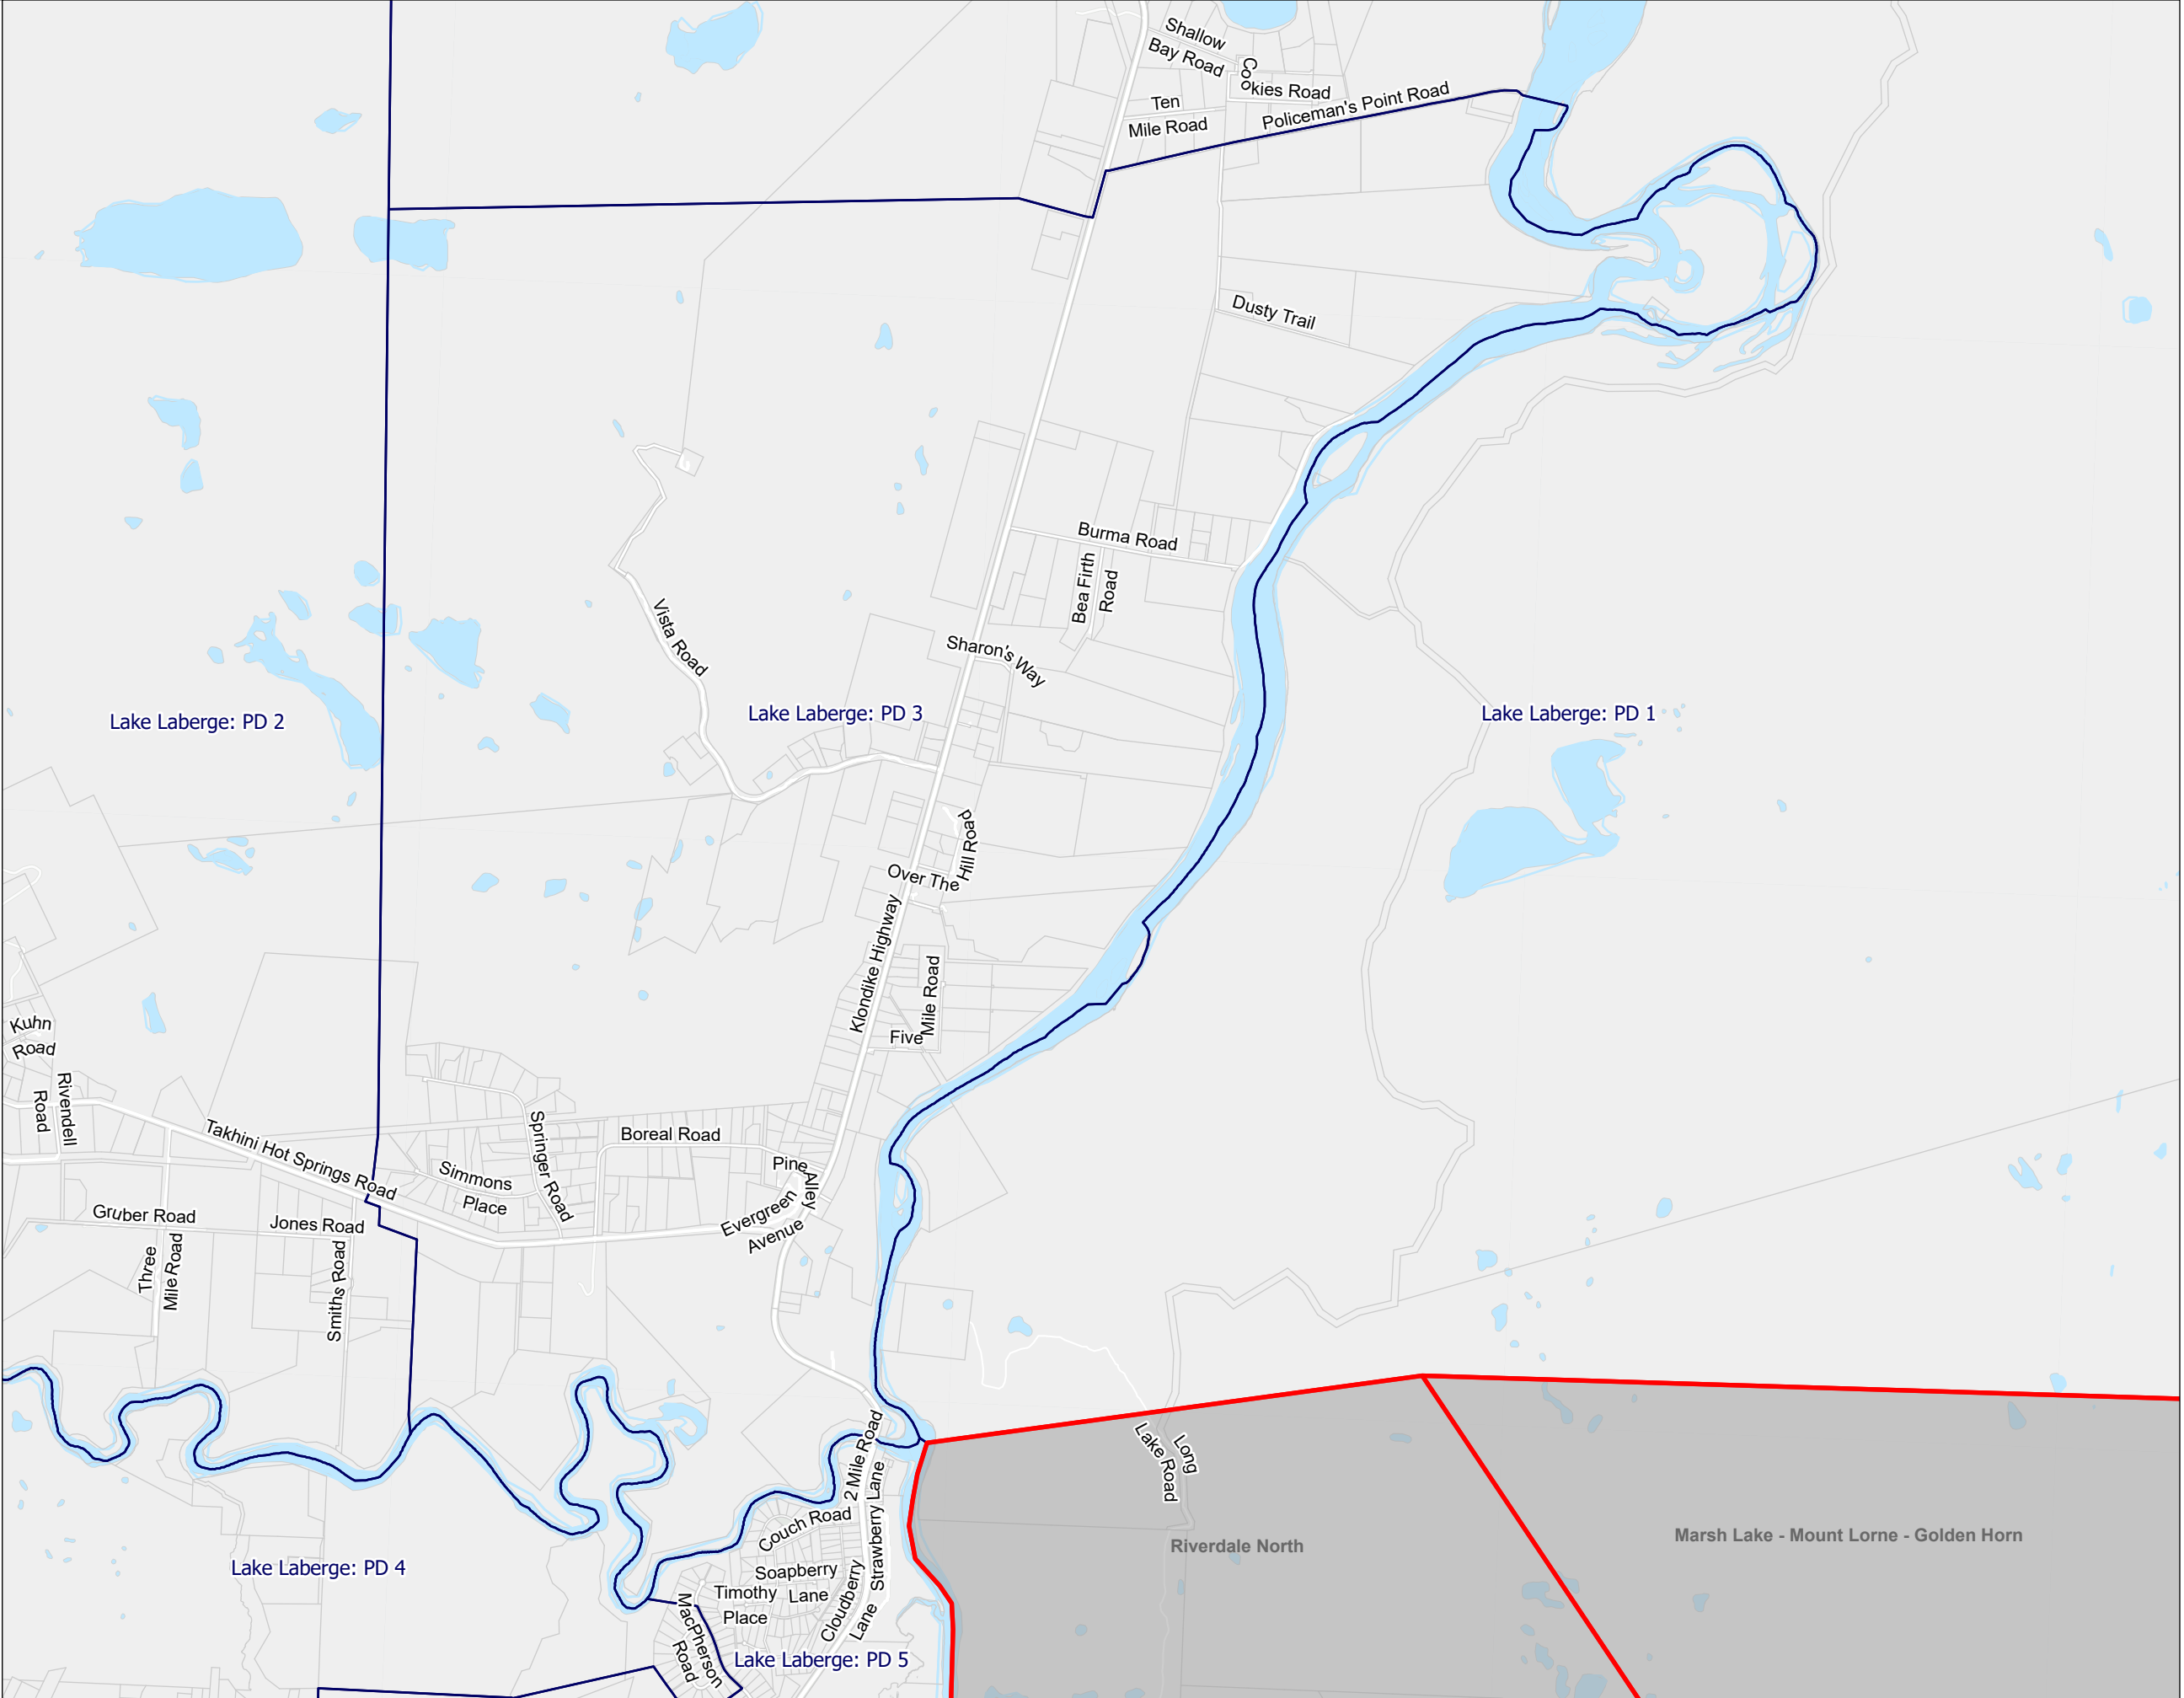 Shallow
Bay Road
Cookies Road
Ten
Mile Road
Policeman's Point Road
Dusty Trail
Burma Road
Bea Firth
Road
Vista Road
Sharon's Way
Lake Laberge: PD 2
Lake Laberge: PD 3
Lake Laberge: PD 1
Over The
Hill Road
Klondike Highway
Mile Road
Five
Kuhn
Road
Rivendell
Road
Takhini Hot Springs Road
Springer Road
Boreal Road
Simmons
Place
Pine
Alley
Evergreen
Avenue
Gruber Road
Jones Road
Three
Mile Road
Smiths Road
2 Mile Road
Long
Lake Road
Strawberry Lane
Couch Road
Riverdale North
Marsh Lake - Mount Lorne - Golden Horn
Lake Laberge: PD 4
Soapberry
Lane
Timothy
Place
Cloudberry
Lane
MacPherson
Road
Lake Laberge: PD 5